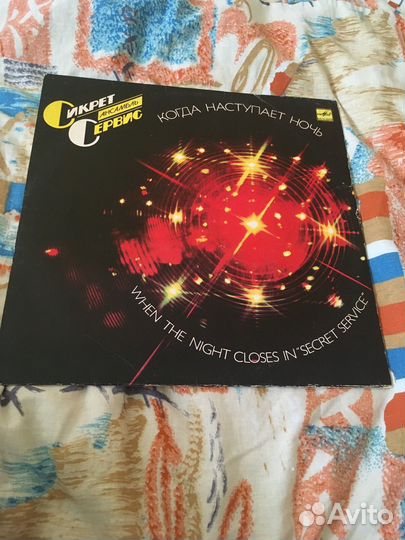 СИКРЕТ
АНСАМБЛЬ
СЕРВИС
КОГДА НАСТУПАЕТ НОЧЬ
WHEN THE NIGHT CLOSES IN "SECRET SERVICE"
Avito